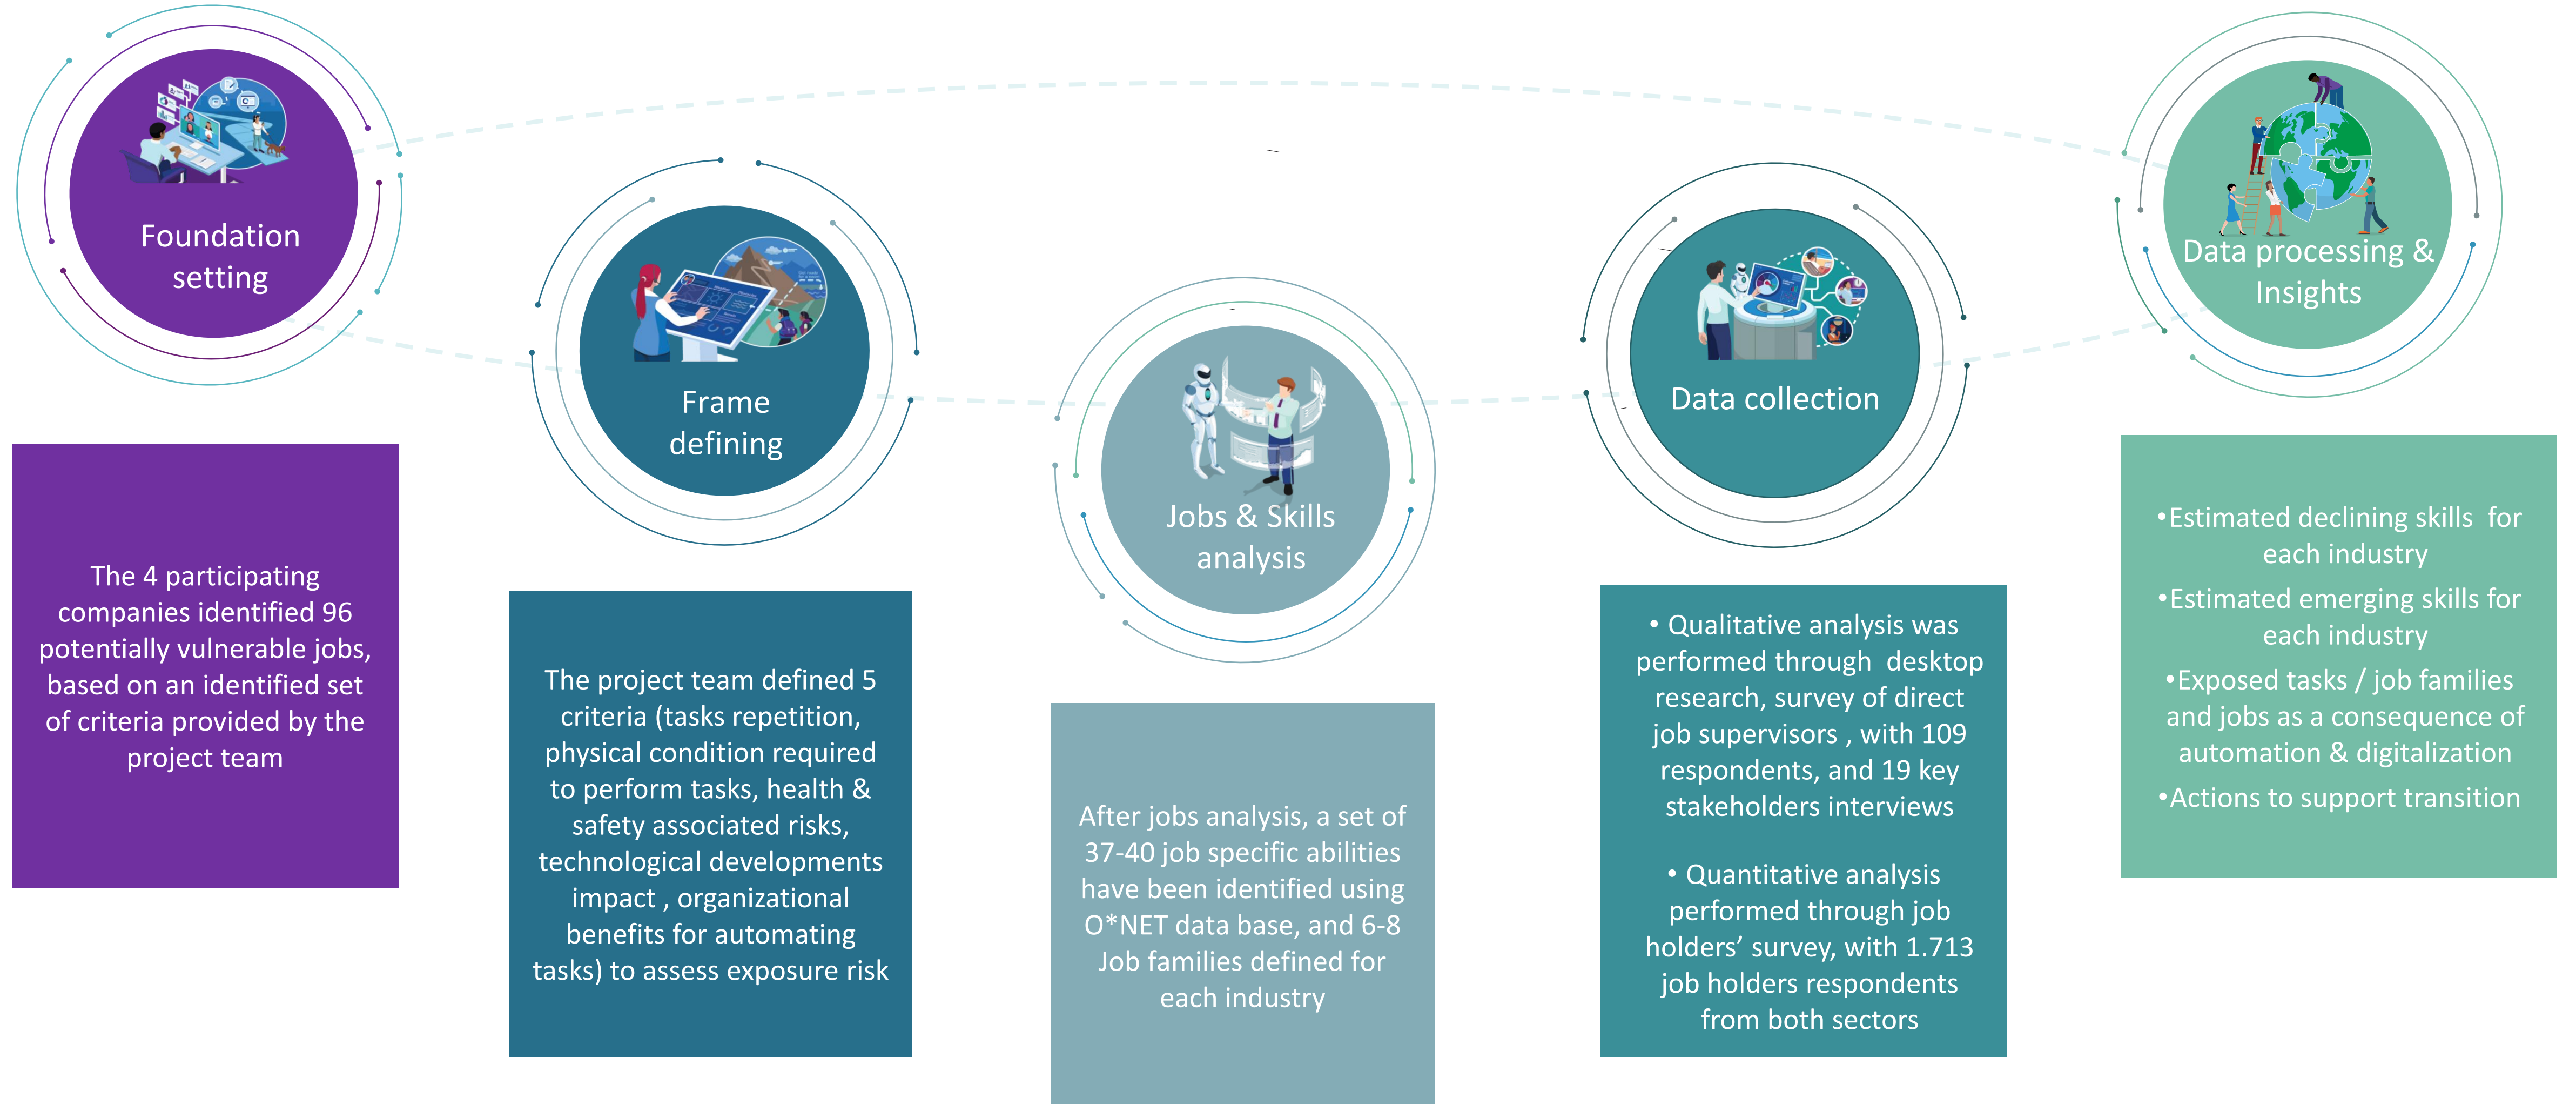 Foundation
setting
The 4 participating
companies identified 96
potentially vulnerable jobs,
based on an identified set
of criteria provided by the
project team
Frame
defining
The project team defined 5
criteria (tasks repetition,
physical condition required
to perform tasks, health &
safety associated risks,
technological developments
impact , organizational
benefits for automating
tasks) to assess exposure risk
Jobs & Skills
analysis
After jobs analysis, a set of
37-40 job specific abilities
have been identified using
O*NET data base, and 6-8
Job families defined for
each industry
Data collection
• Qualitative analysis was
performed through desktop
research, survey of direct
job supervisors , with 109
respondents, and 19 key
stakeholders interviews
• Quantitative analysis
performed through job
holders’ survey, with 1.713
job holders respondents
from both sectors
Data processing &
Insights
•Estimated declining skills for
each industry
•Estimated emerging skills for
each industry
•Exposed tasks / job families
and jobs as a consequence of
automation & digitalization
•Actions to support transition